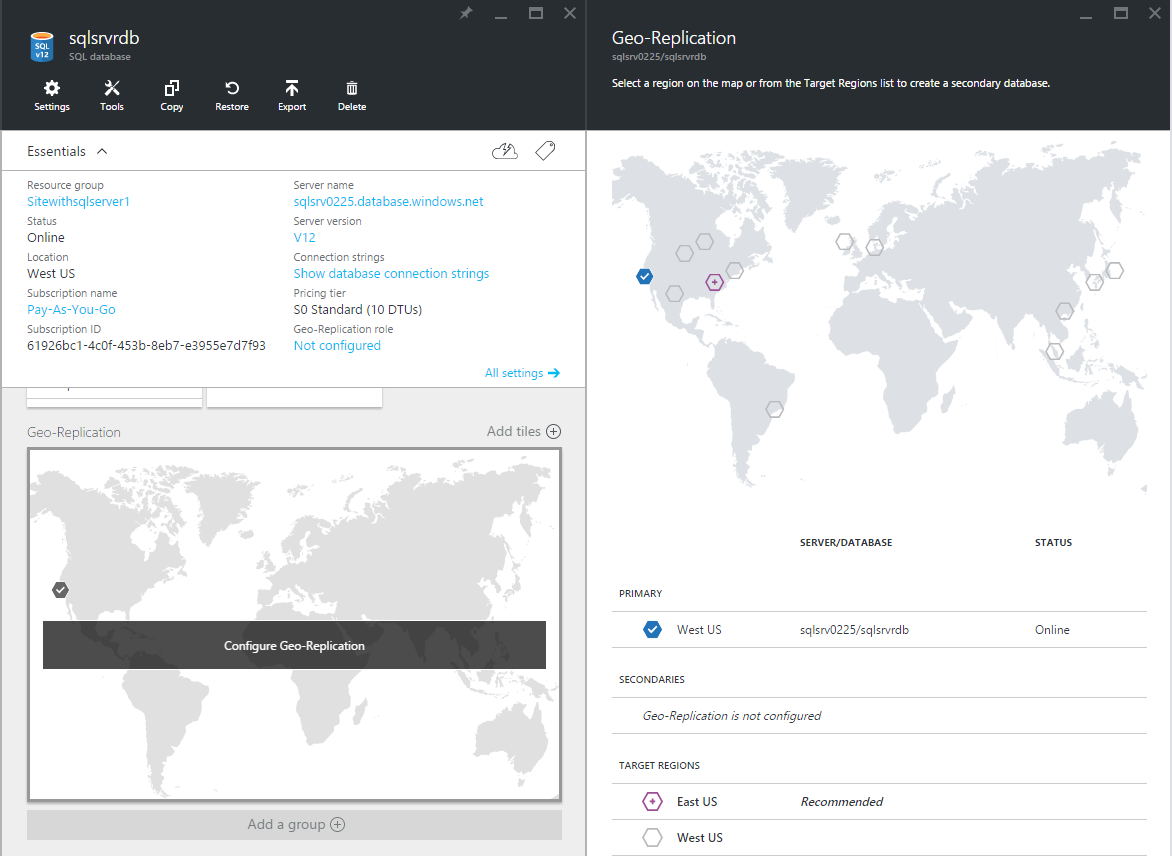 sqlsrvrdb
SQL database
SQL
v12
Settings
Tools
Copy
Restore
Export
Delete
Essentials
Resource group
Sitewithsqlserver1
Status
Online
Location
West US
Subscription name
Pay-As-You-Go
Subscription ID
61926bc1-4c0f-453b-8eb7-e3955e7d7f93
Server name
sqlsrv0225.database.windows.net
Server version
V12
Connection strings
Show database connection strings
Pricing tier
S0 Standard (10 DTUs)
Geo-Replication role
Not configured
All settings
Geo-Replication
Add tiles
Configure Geo-Replication
Add a group
Geo-Replication
sqlsrv0225/sqlsrvrdb
Select a region on the map or from the Target Regions list to create a secondary database.
SERVER/DATABASE STATUS
PRIMARY
West US sqlsrv0225/sqlsrvrdb Online
SECONDARIES
Geo-Replication is not configured
TARGET REGIONS
East US Recommended
West US